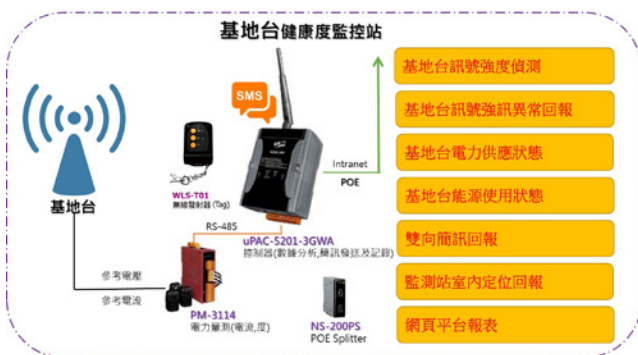 基地台健康度監控站
SMS
WLS-T01
無線發射器(Tag)
Intranet
POE
基地台
RS-485
uPAC-5201-3GWA
控制器(數據分析,簡訊發送及記錄)
參考電壓
參考電流
PM-3114
電力量測(電流,度)
NS-200PS
POE Splitter
基地台訊號強度偵測
基地台訊號強訊異常回報
基地台電力供應狀態
基地台能源使用狀態
雙向簡訊回報
監測站室內定位回報
網頁平台報表